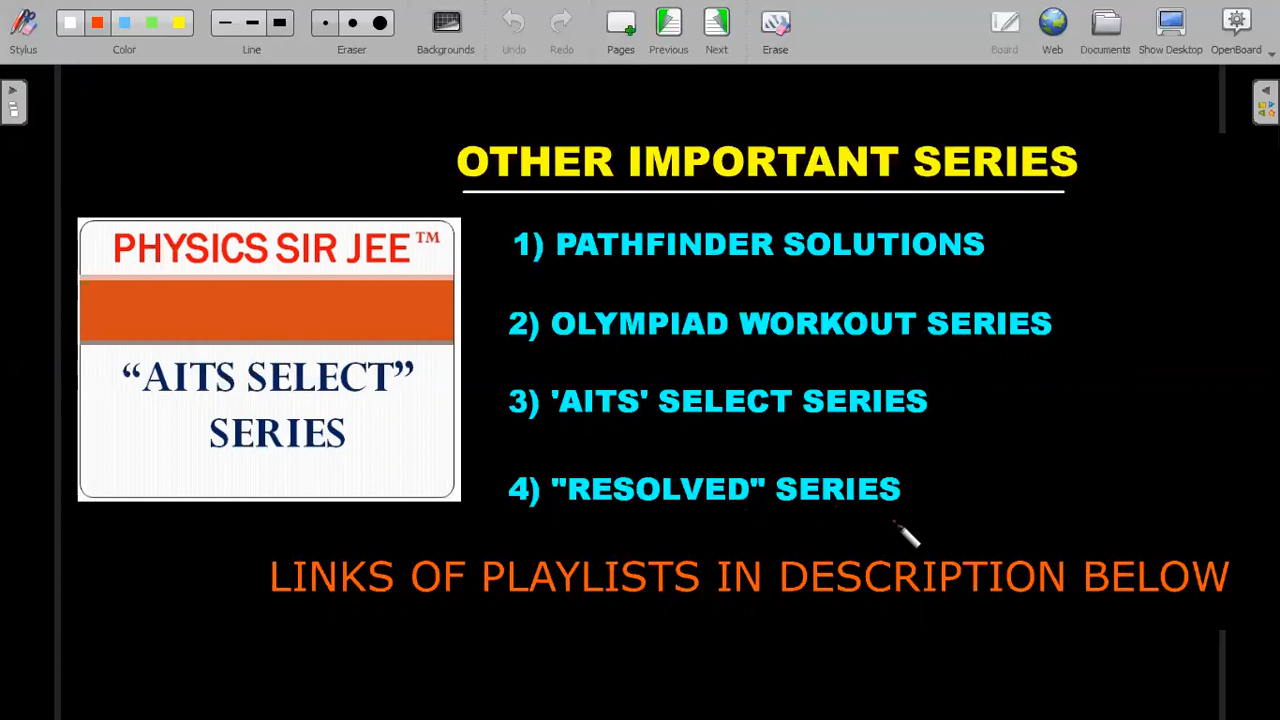 Stylus
Color
Line
Eraser
Backgrounds
Undo
Redo
Pages
Previous
Next
Erase
Board
Web
Documents
Show Desktop
OpenBoard
OTHER IMPORTANT SERIES
PHYSICS SIR JEE™
“AITS SELECT”
SERIES
1) PATHFINDER SOLUTIONS
2) OLYMPIAD WORKOUT SERIES
3) 'AITS' SELECT SERIES
4) "RESOLVED" SERIES
LINKS OF PLAYLISTS IN DESCRIPTION BELOW